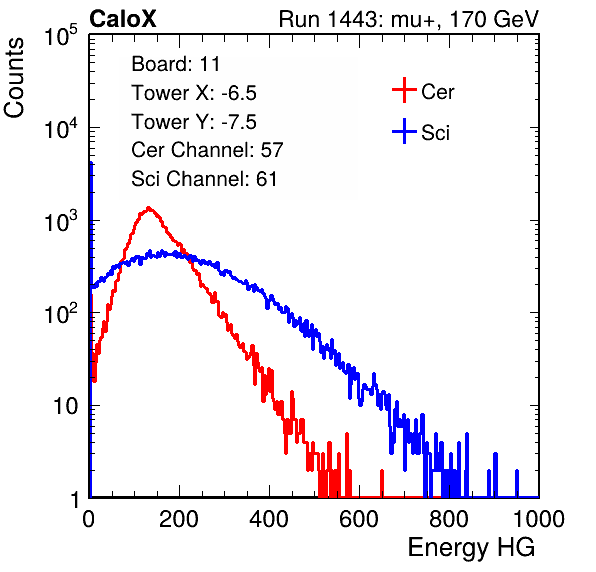 CaloX Run 1443: mu+, 170 GeV
Counts
Board: 11
Tower X: -6.5
Tower Y: -7.5
Cer Channel: 57
Sci Channel: 61
Cer
Sci
10^5
10^4
10^3
10^2
10
1
0 200 400 600 800 1000
Energy HG